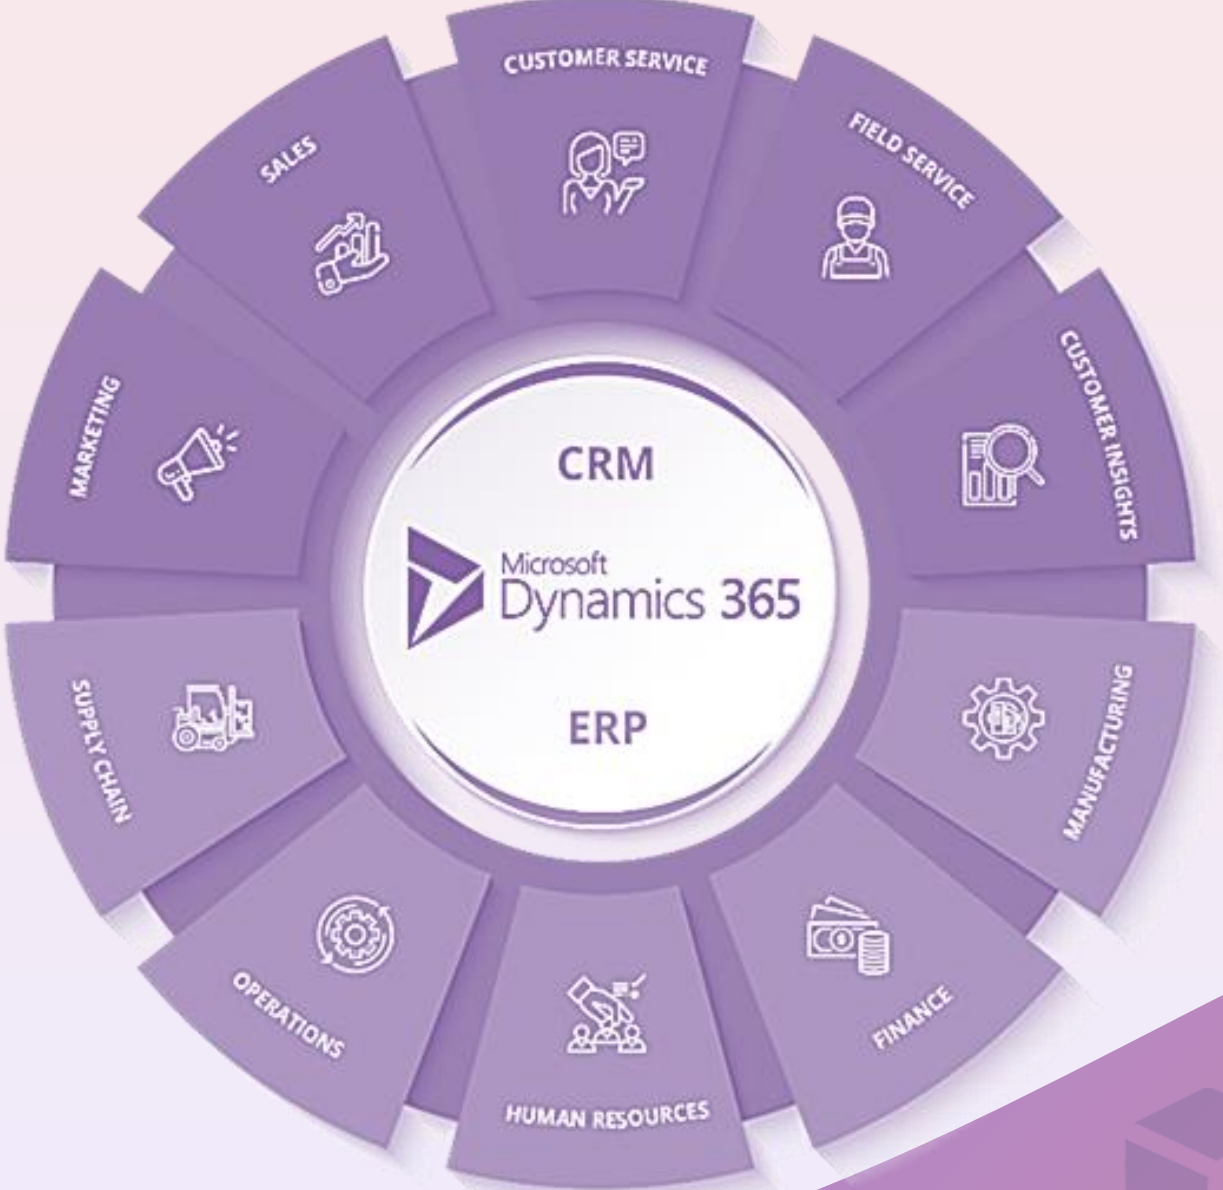 CUSTOMER SERVICE
SALES
FIELD SERVICE
MARKETING
CUSTOMER INSIGHTS
CRM
Microsoft
Dynamics 365
ERP
SUPPLY CHAIN
MANUFACTURING
OPERATIONS
FINANCE
HUMAN RESOURCES